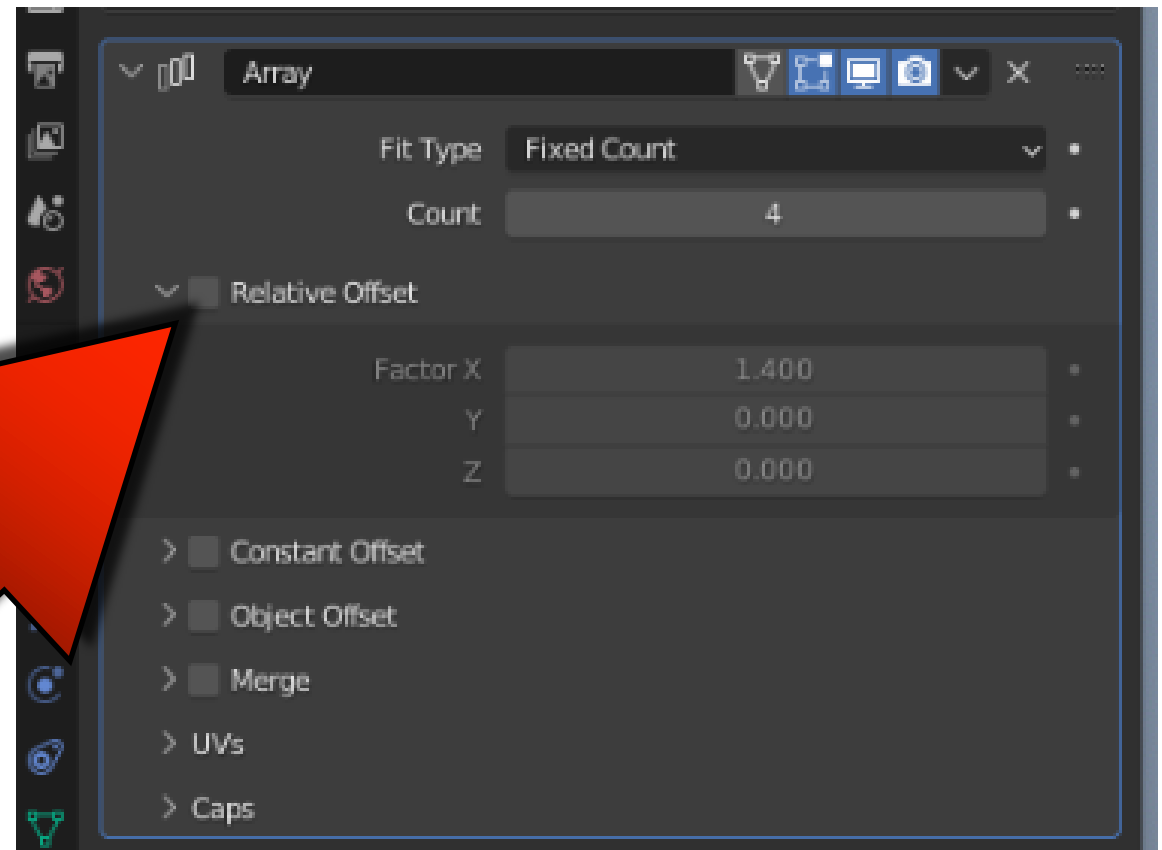 Array
Fit Type Fixed Count
Count 4
Relative Offset
Factor X 1.400
Y 0.000
Z 0.000
Constant Offset
Object Offset
Merge
UVs
Caps